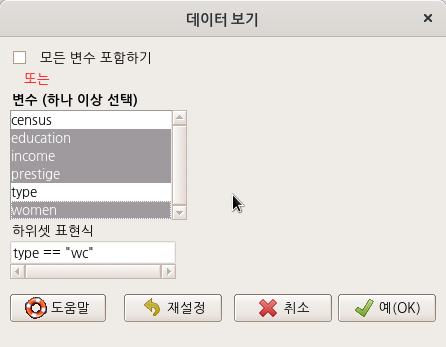 데이터 보기
모든 변수 포함하기
또는
변수 (하나 이상 선택)
census
education
income
prestige
type
women
하위셋 표현식
type == "wc"
도움말 재설정 취소 예(OK)